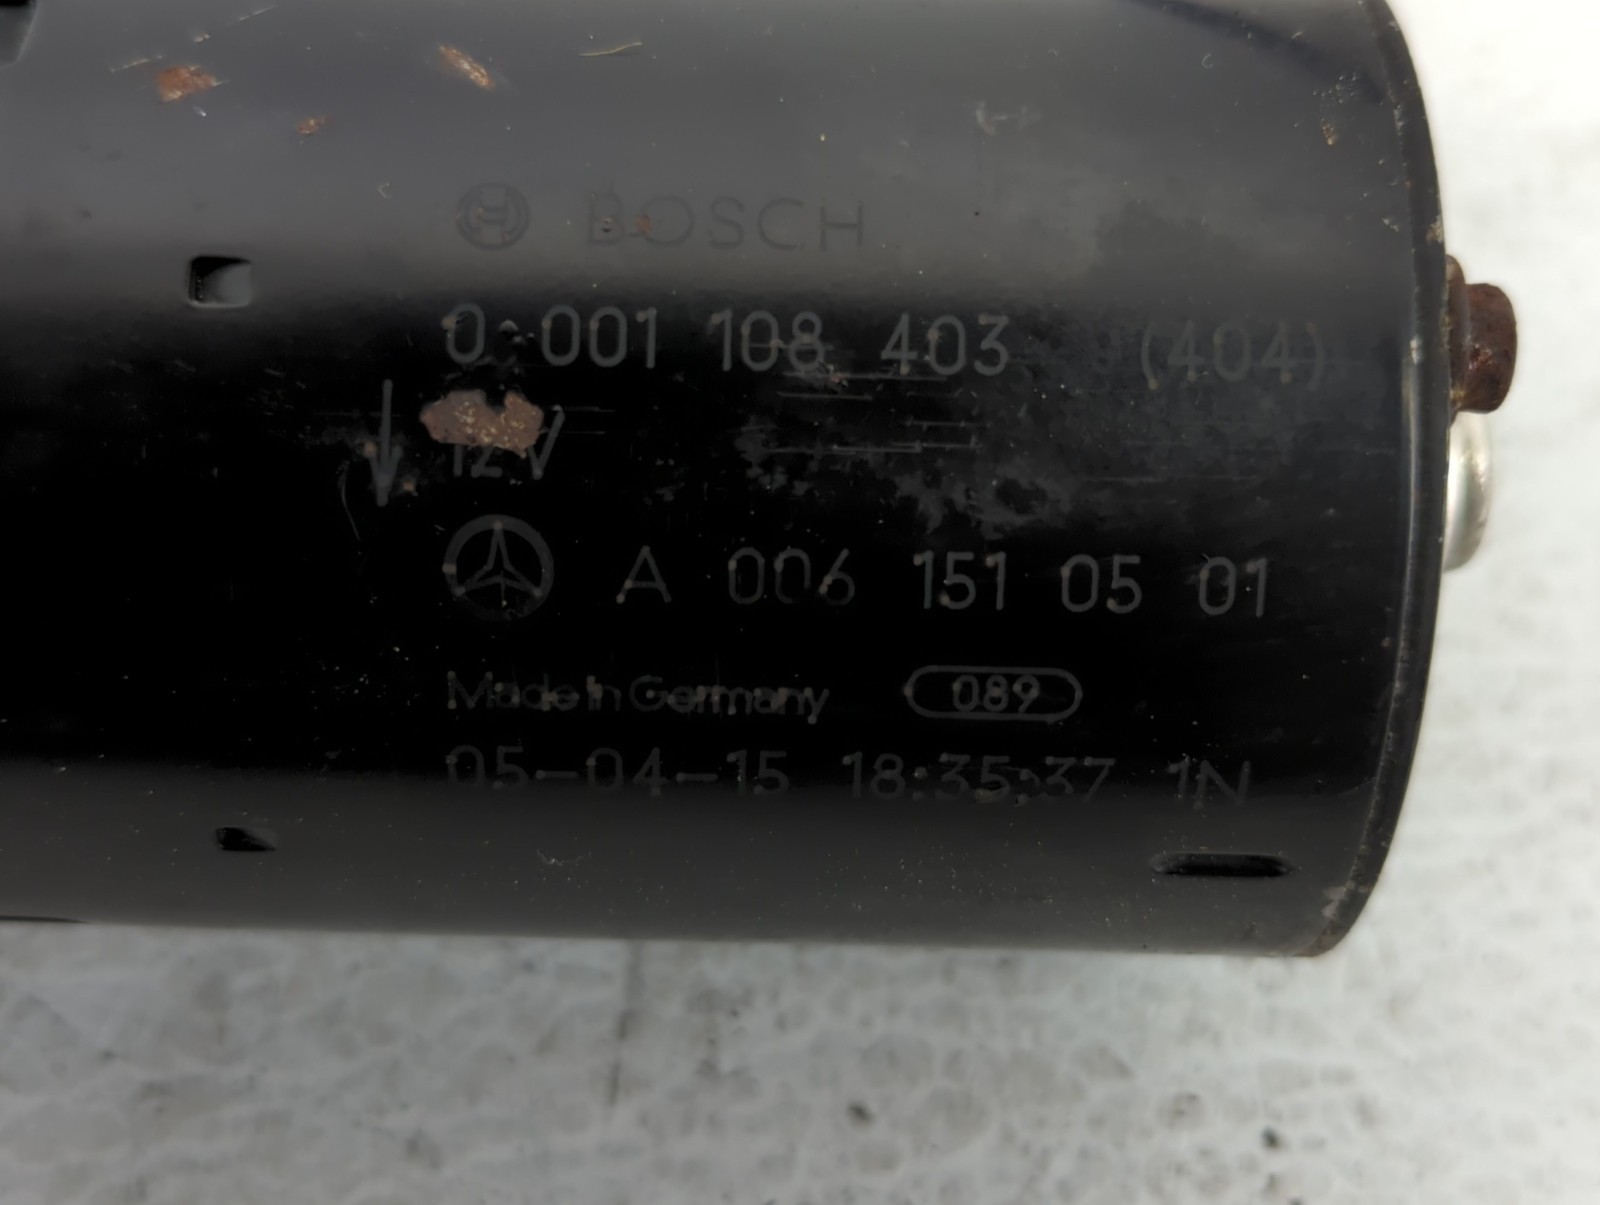 BOSCH
0 001 108 403 (404)
12V
A 006 151 05 01
Made in Germany 089
05-04-15 18:35:37 1N